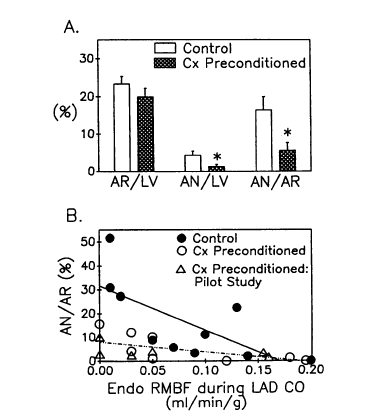 A.
Control
Cx Preconditioned
30
20
10
0
(%)
*
*
AR/LV
AN/LV
AN/AR
B.
50
40
30
20
10
0
AN/AR (%)
Control
Cx Preconditioned
Cx Preconditioned:
Pilot Study
0.00
0.05
0.10
0.15
0.20
Endo RMBF during LAD CO
(ml/min/g)